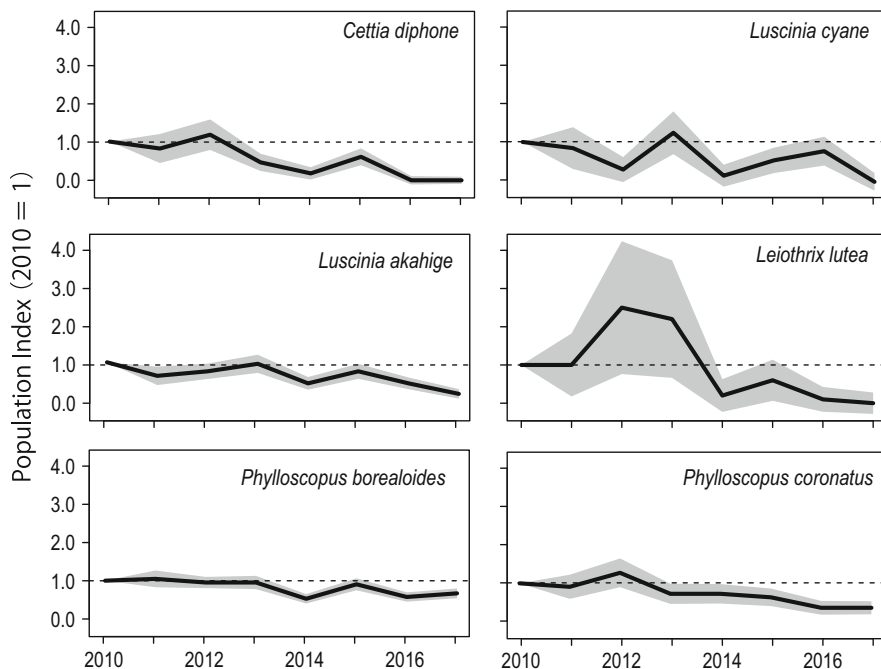 Population Index (2010 = 1)
4.0
3.0
2.0
1.0
0.0
Cettia diphone
Luscinia cyane
4.0
3.0
2.0
1.0
0.0
Luscinia akahige
Leiothrix lutea
4.0
3.0
2.0
1.0
0.0
Phylloscopus borealoides
Phylloscopus coronatus
2010 2012 2014 2016 2010 2012 2014 2016